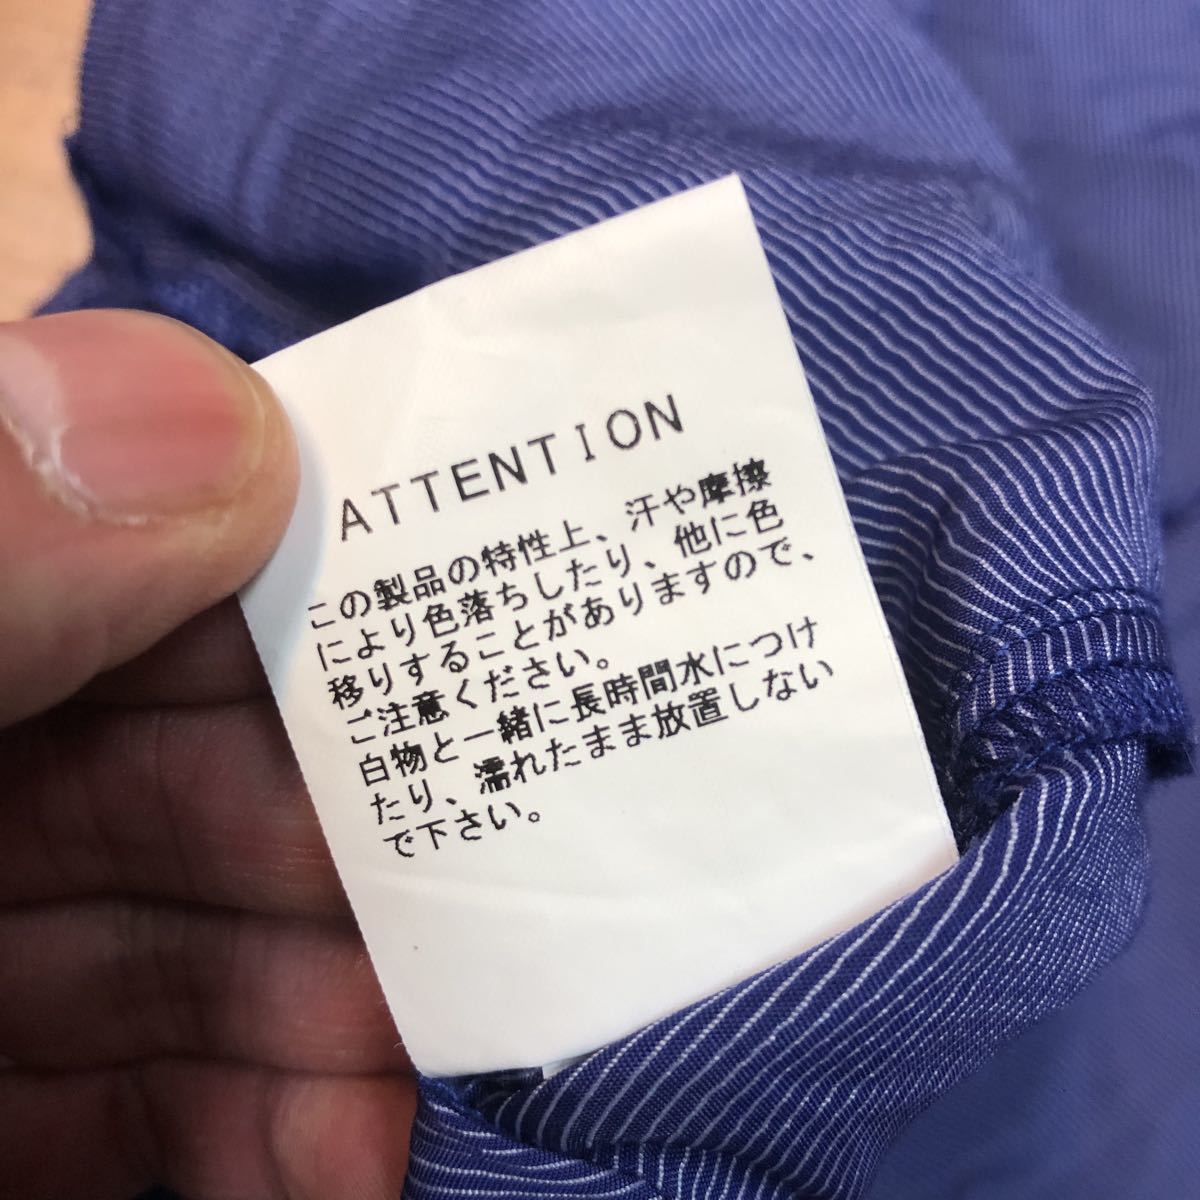 ATTENTION
この製品の特性上、汗や摩擦
により色落ちしたり、他に色
移りすることがありますので、
ご注意ください。
白物と一緒に長時間水につけ
たり、濡れたまま放置しない
で下さい。